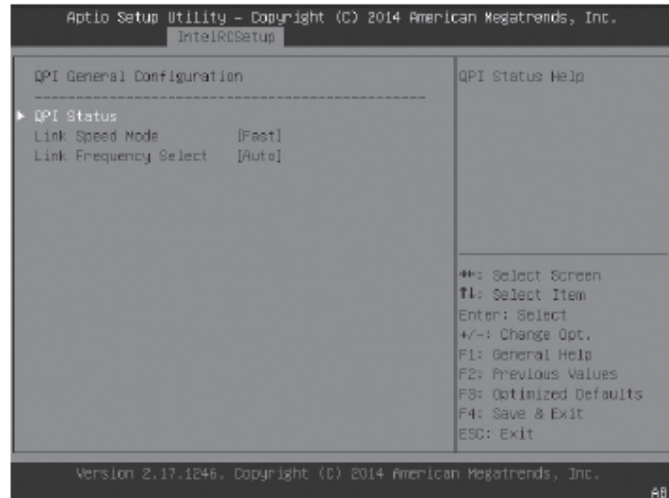 Aptio Setup Utility – Copyright (C) 2014 American Megatrends, Inc.
IntelRCSetup
QPI General Configuration
QPI Status Help
--------------------------------------------------
QPI Status
Link Speed Mode [Fast]
Link Frequency Select [Auto]
→←: Select Screen
↑↓: Select Item
Enter: Select
+/-: Change Opt.
F1: General Help
F2: Previous Values
F3: Optimized Defaults
F4: Save & Exit
ESC: Exit
Version 2.17.1246. Copyright (C) 2014 American Megatrends, Inc.
AB